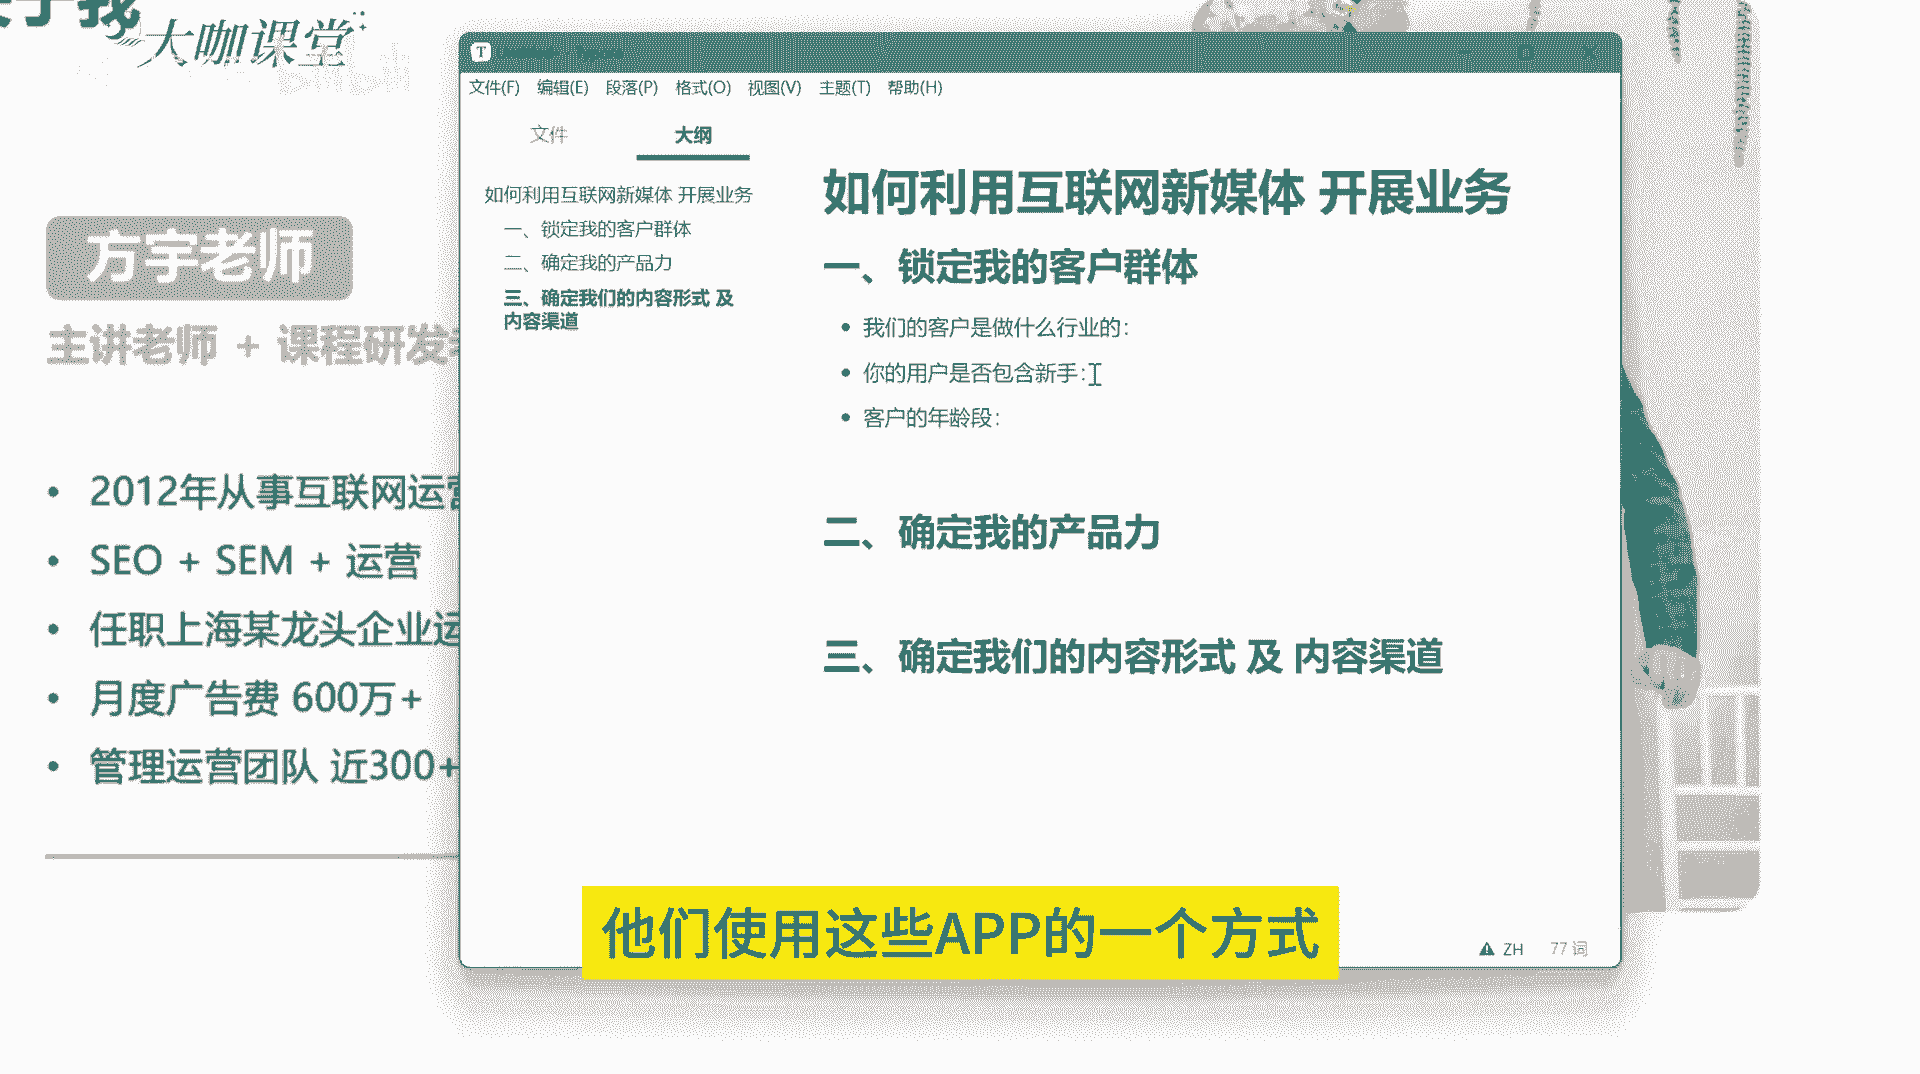 大咖课堂
bilibili
方宇老师
主讲老师 + 课程研发
2012年从事互联网运营
SEO + SEM + 运营
任职上海某龙头企业运
月度广告费 600万+
管理运营团队 近300+
文件(F) 编辑(E) 段落(P) 格式(O) 视图(V) 主题(T) 帮助(H)
文件 大纲
如何利用互联网新媒体 开展业务
一、锁定我的客户群体
二、确定我的产品力
三、确定我们的内容形式 及
内容渠道
如何利用互联网新媒体 开展业务
一、锁定我的客户群体
我们的客户是做什么行业的：
你的用户是否包含新手：
客户的年龄段：
二、确定我的产品力
三、确定我们的内容形式 及 内容渠道
ZH 77 词
他们使用这些APP的一个方式